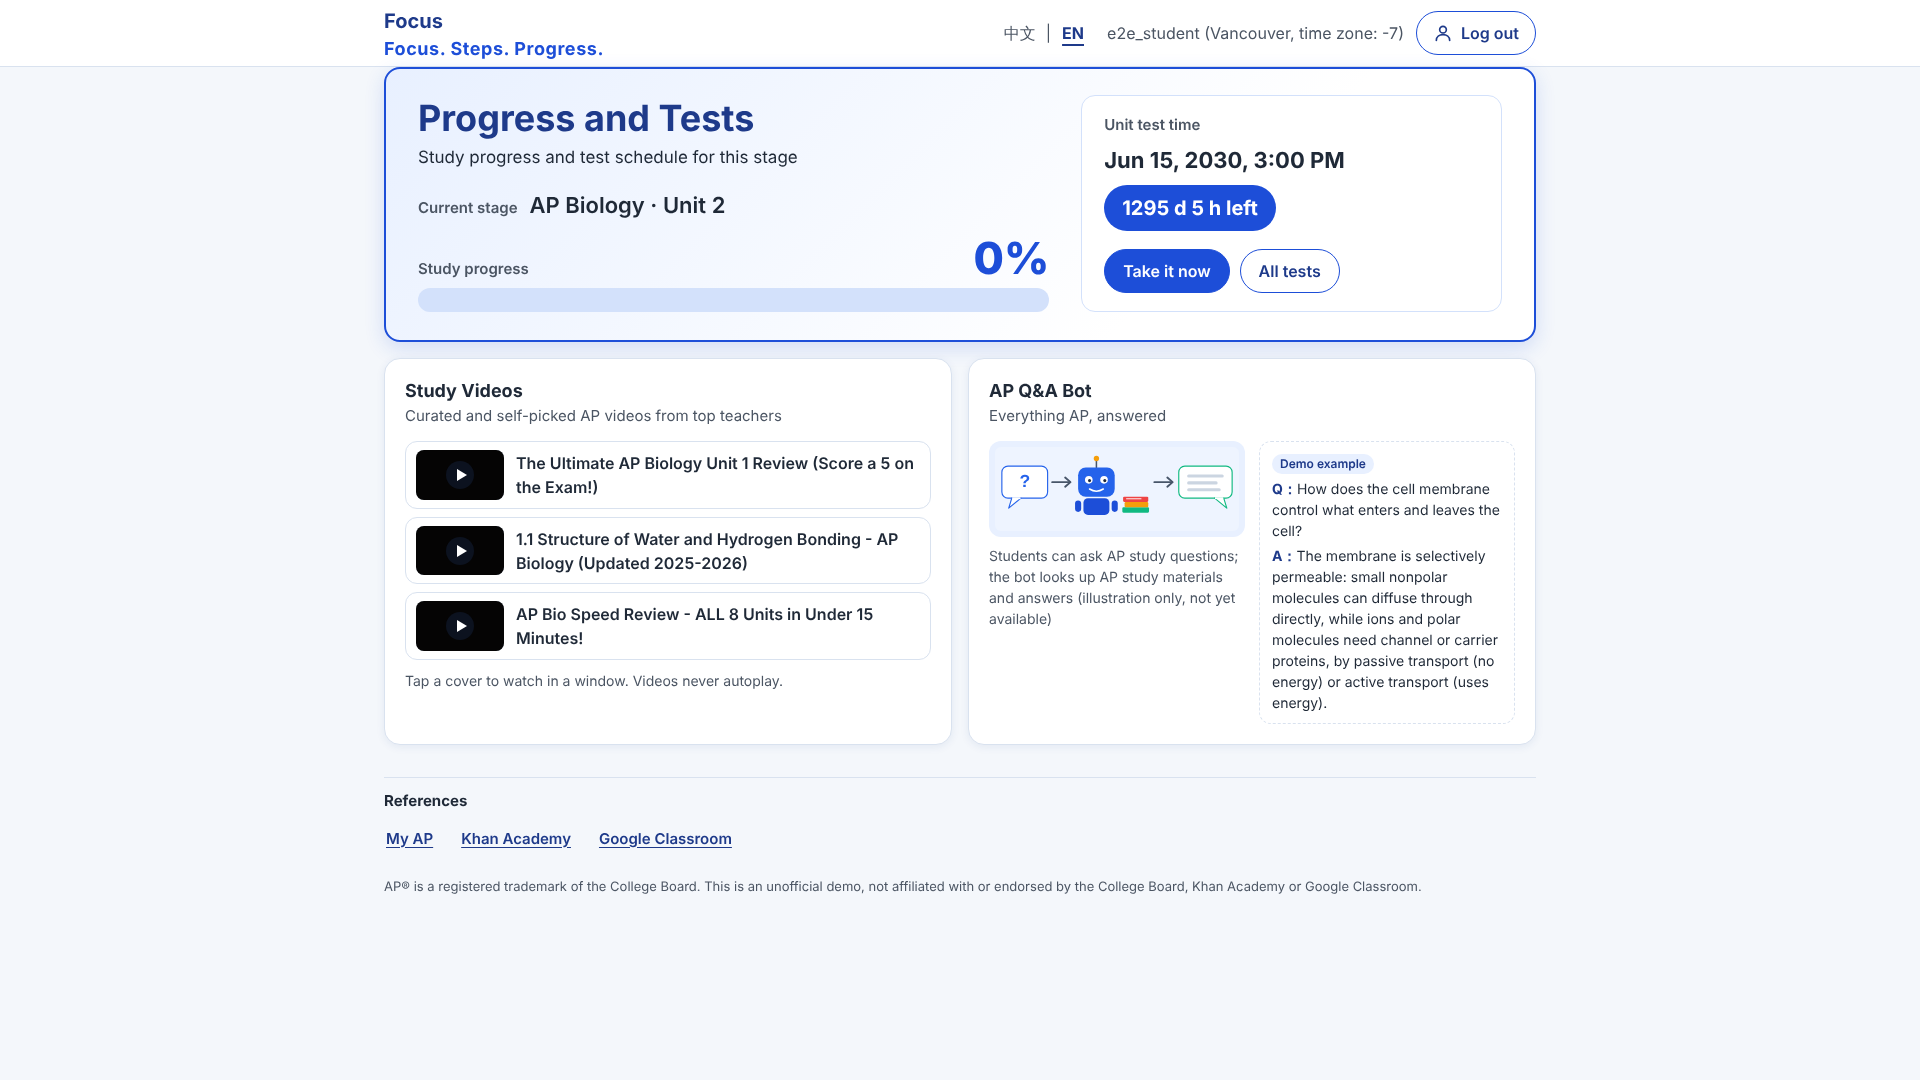 Focus
Focus. Steps. Progress.
中文 | EN e2e_student (Vancouver, time zone: -7) Log out
Progress and Tests
Study progress and test schedule for this stage
Current stage AP Biology · Unit 2
Study progress 0%
Unit test time
Jun 15, 2030, 3:00 PM
1295 d 5 h left
Take it now All tests
Study Videos
Curated and self-picked AP videos from top teachers
The Ultimate AP Biology Unit 1 Review (Score a 5 on
the Exam!)
1.1 Structure of Water and Hydrogen Bonding - AP
Biology (Updated 2025-2026)
AP Bio Speed Review - ALL 8 Units in Under 15
Minutes!
Tap a cover to watch in a window. Videos never autoplay.
AP Q&A Bot
Everything AP, answered
?
Students can ask AP study questions;
the bot looks up AP study materials
and answers (illustration only, not yet
available)
Demo example
Q：How does the cell membrane
control what enters and leaves the
cell?
A：The membrane is selectively
permeable: small nonpolar
molecules can diffuse through
directly, while ions and polar
molecules need channel or carrier
proteins, by passive transport (no
energy) or active transport (uses
energy).
References
My AP Khan Academy Google Classroom
AP® is a registered trademark of the College Board. This is an unofficial demo, not affiliated with or endorsed by the College Board, Khan Academy or Google Classroom.